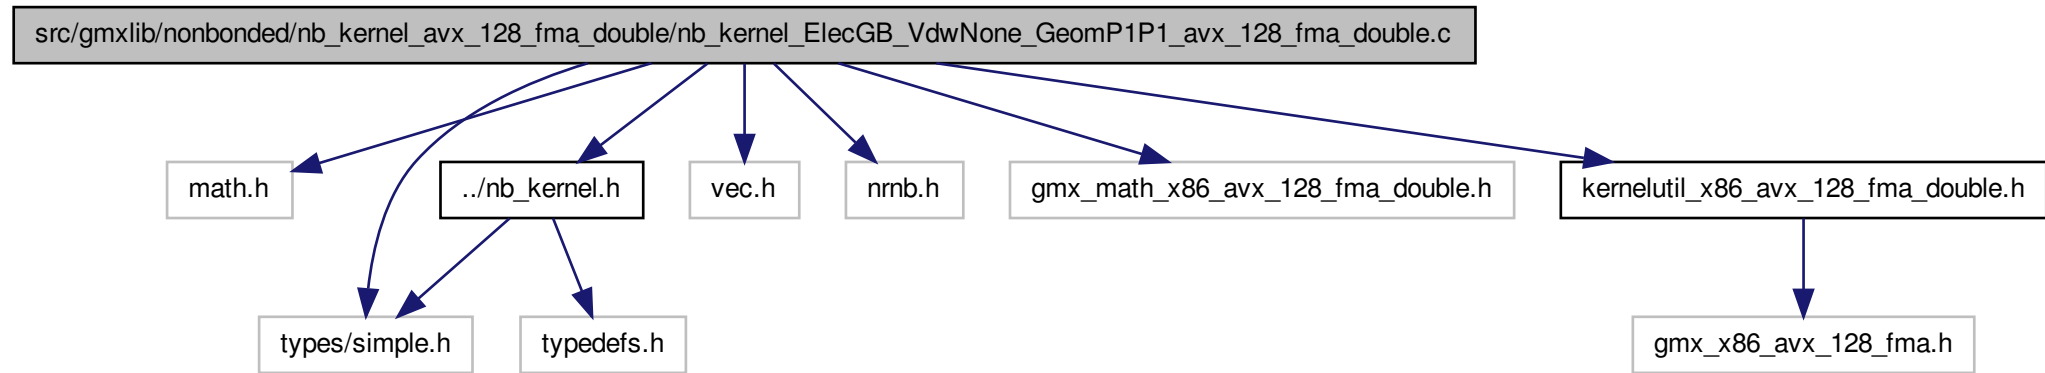 src/gmxlib/nonbonded/nb_kernel_avx_128_fma_double/nb_kernel_ElecGB_VdwNone_GeomP1P1_avx_128_fma_double.c
math.h
../nb_kernel.h
vec.h
nrnb.h
gmx_math_x86_avx_128_fma_double.h
kernelutil_x86_avx_128_fma_double.h
types/simple.h
typedefs.h
gmx_x86_avx_128_fma.h